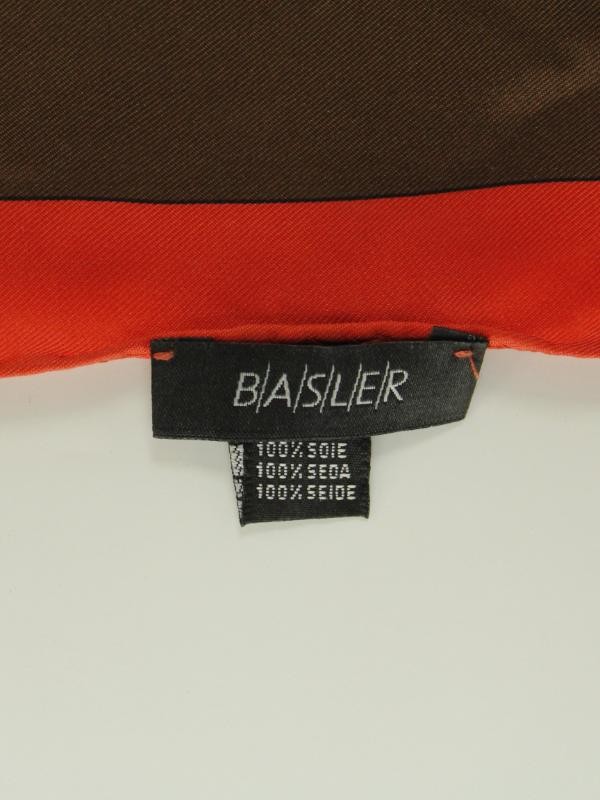 B/A/S/L/E/R
100% SOIE
100% SEDA
100% SEIDE